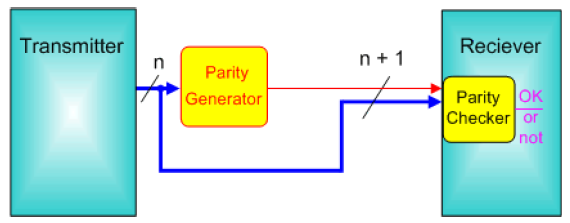 Transmitter
n
Parity
Generator
n + 1
Reciever
Parity
Checker
OK
or
not